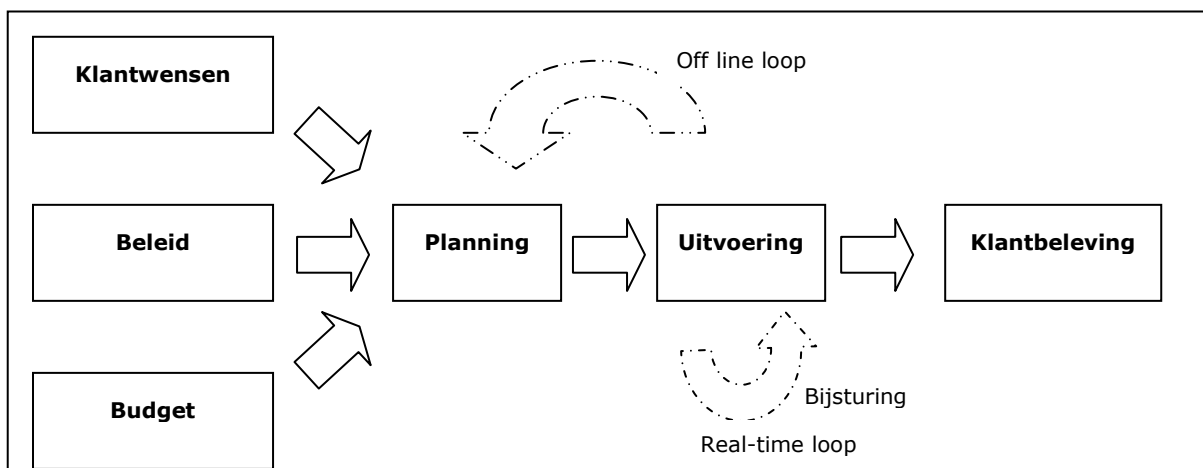 Klantwensen
Off line loop
Beleid
Planning
Uitvoering
Klantbeleving
Budget
Bijsturing
Real-time loop